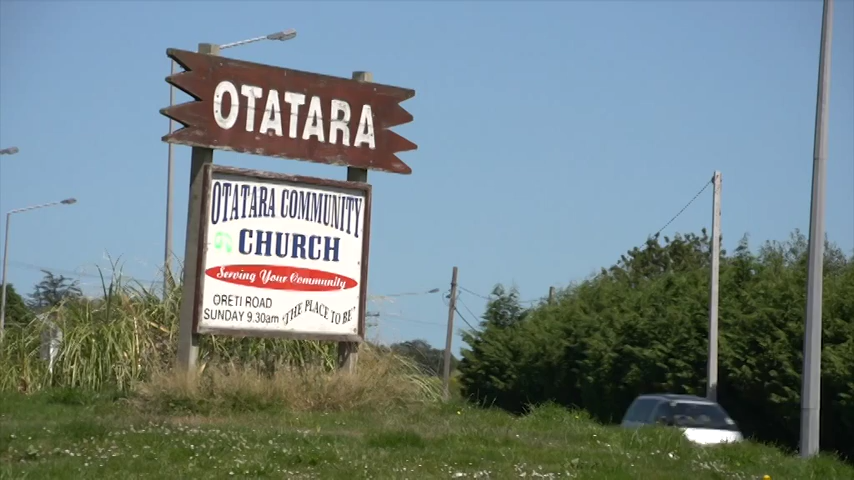 OTATARA
OTATARA COMMUNITY
CHURCH
Serving Your Community
ORETI ROAD
SUNDAY 9.30am
"THE PLACE TO BE"